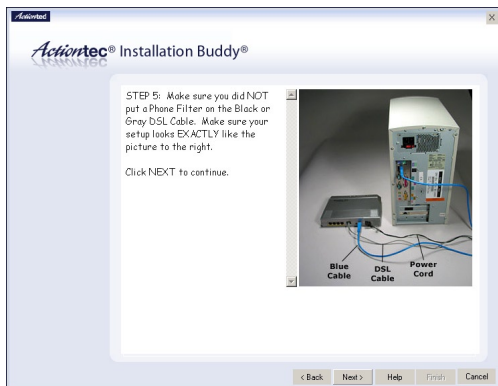 Actiontec
Actiontec® Installation Buddy®
STEP 5: Make sure you did NOT
put a Phone Filter on the Black or
Gray DSL Cable. Make sure your
setup looks EXACTLY like the
picture to the right.
Click NEXT to continue.
Blue Cable
DSL Cable
Power Cord
< Back Next > Help Finish Cancel